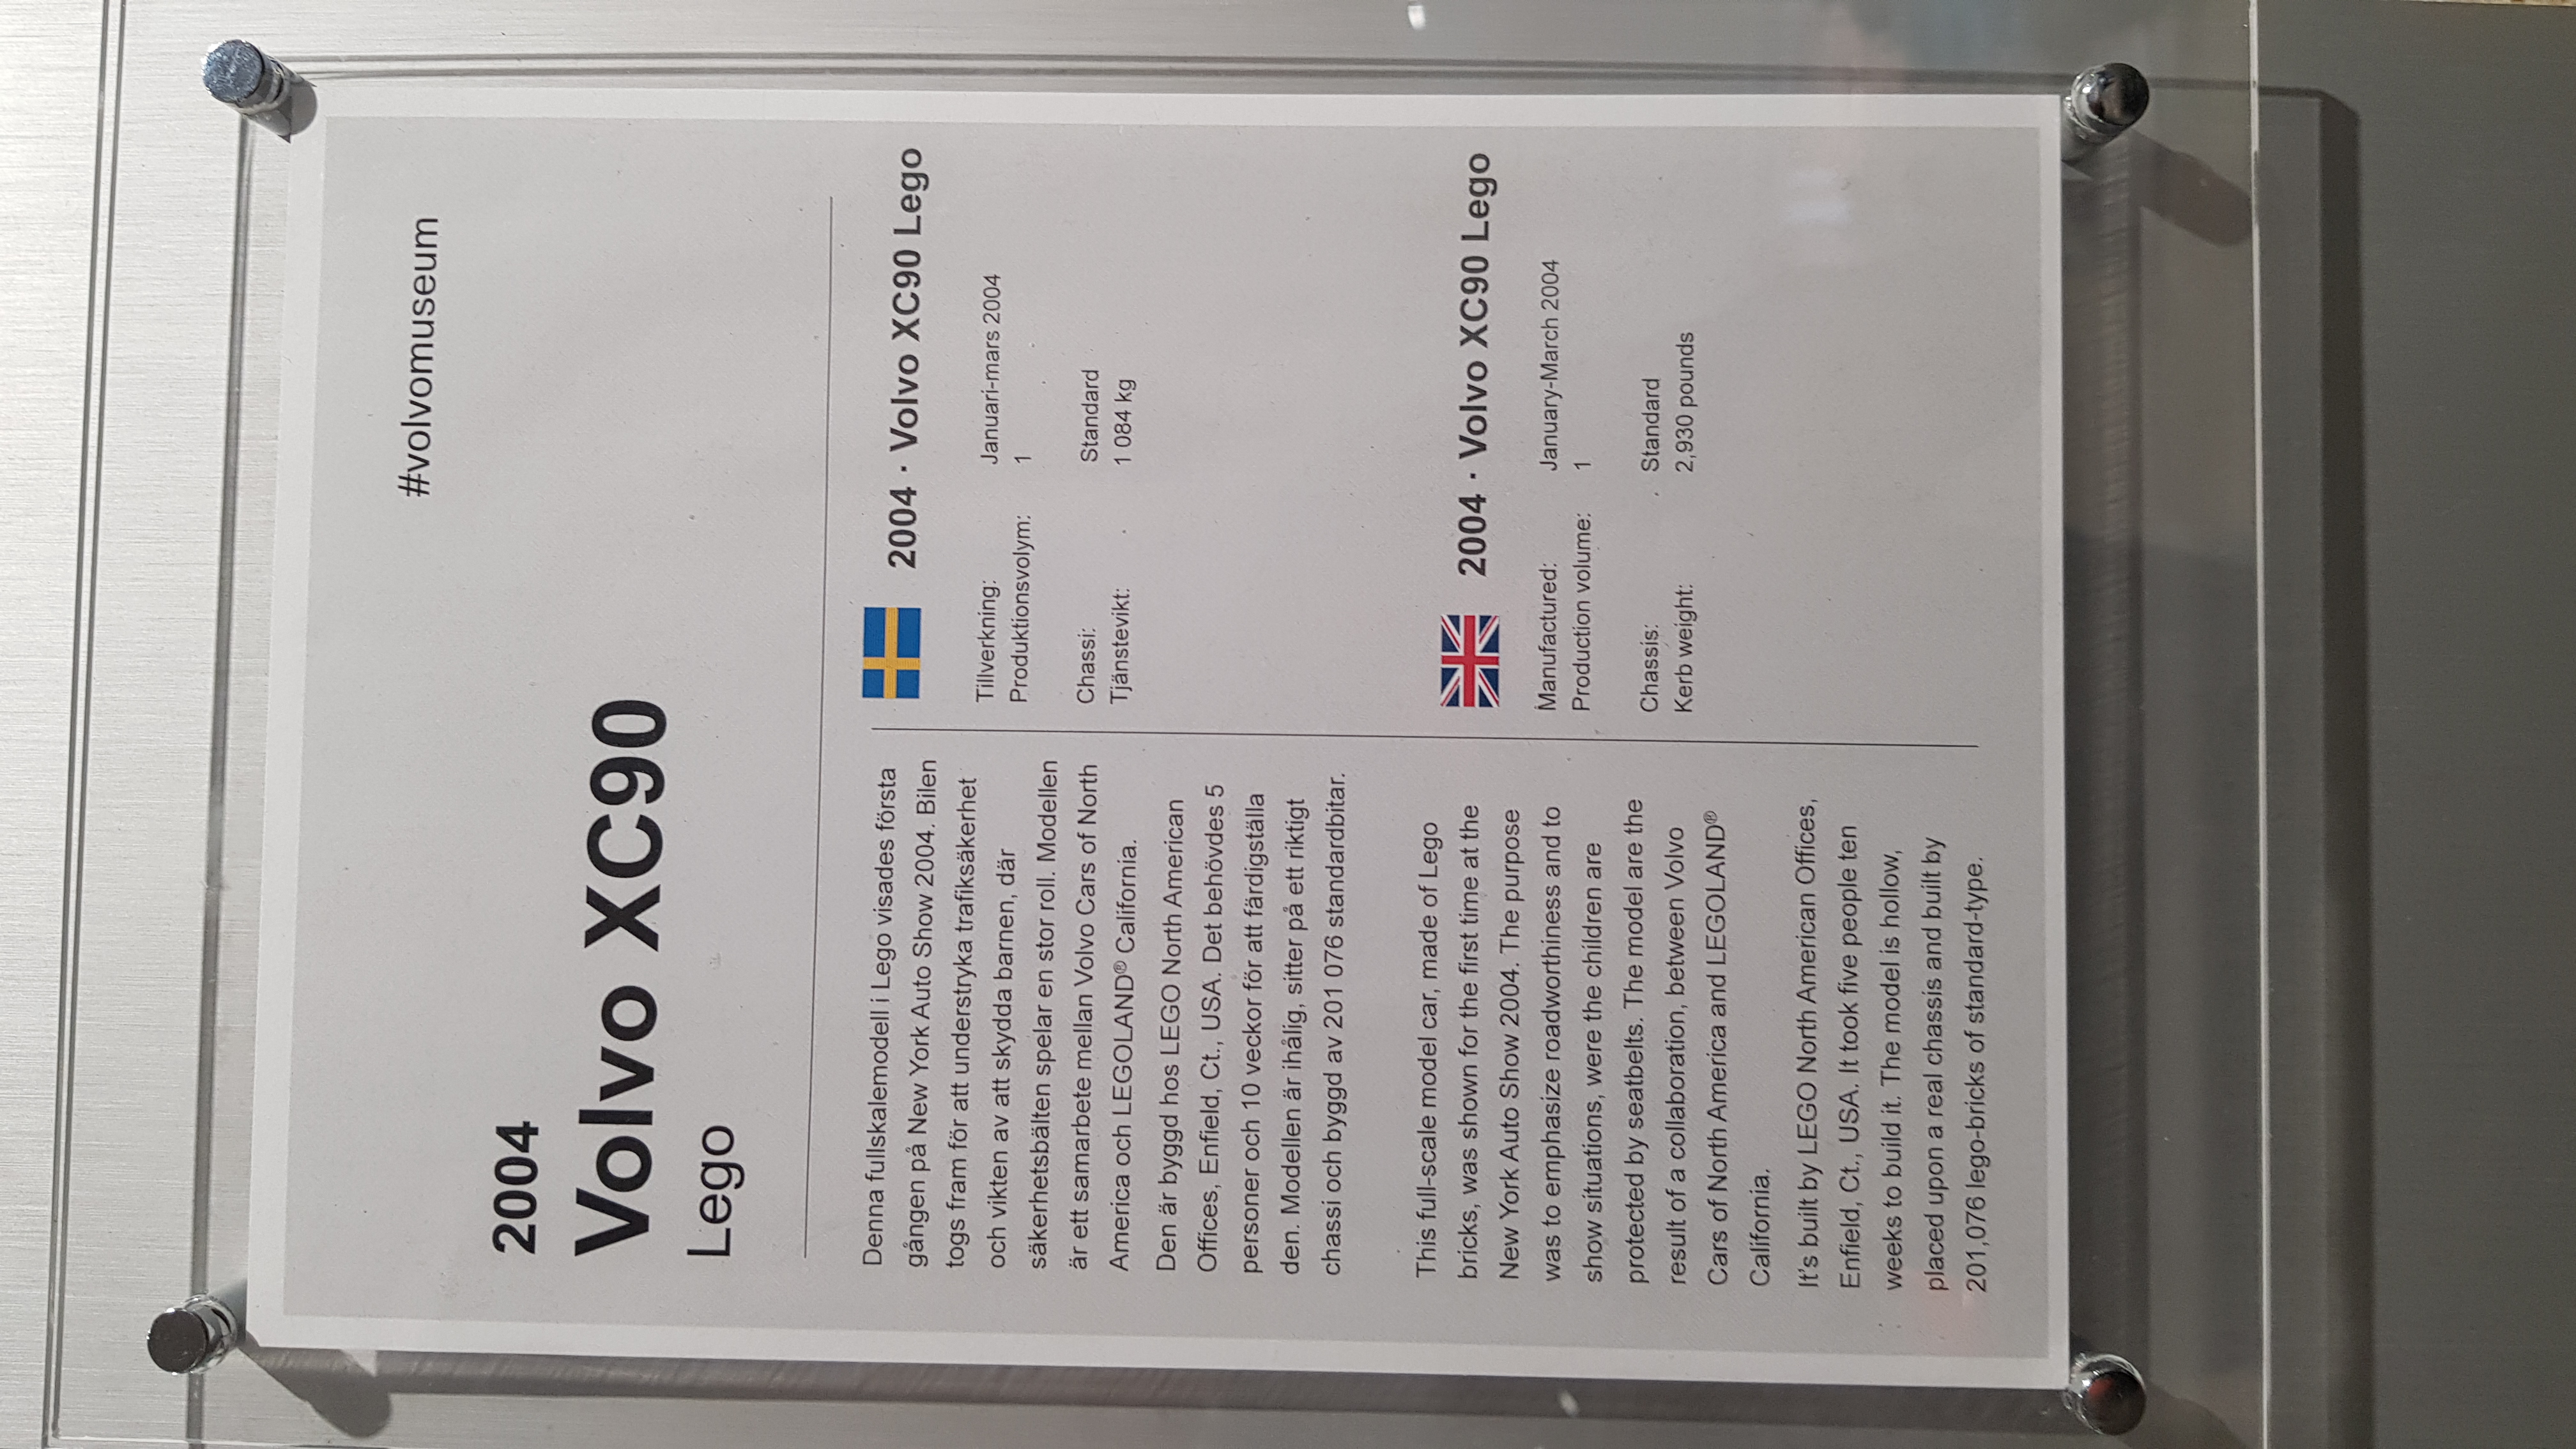 #volvomuseum
2004
Volvo XC90
Lego
Denna fullskalemodell i Lego visades första
gången på New York Auto Show 2004. Bilen
togs fram för att understryka trafiksäkerhet
och vikten av att skydda barnen, där
säkerhetsbälten spelar en stor roll. Modellen
är ett samarbete mellan Volvo Cars of North
America och LEGOLAND® California.
Den är byggd hos LEGO North American
Offices, Enfield, Ct., USA. Det behövdes 5
personer och 10 veckor för att färdigställa
den. Modellen är ihålig, sitter på ett riktigt
chassi och byggd av 201 076 standardbitar.
2004 · Volvo XC90 Lego
Tillverkning: Januari-mars 2004
Produktionsvolym: 1
Chassi: Standard
Tjänstevikt: 1 084 kg
This full-scale model car, made of Lego
bricks, was shown for the first time at the
New York Auto Show 2004. The purpose
was to emphasize roadworthiness and to
show situations, were the children are
protected by seatbelts. The model are the
result of a collaboration, between Volvo
Cars of North America and LEGOLAND®
California.
It's built by LEGO North American Offices,
Enfield, Ct., USA. It took five people ten
weeks to build it. The model is hollow,
placed upon a real chassis and built by
201,076 lego-bricks of standard-type.
2004 · Volvo XC90 Lego
Manufactured: January-March 2004
Production volume: 1
Chassis: Standard
Kerb weight: 2,930 pounds